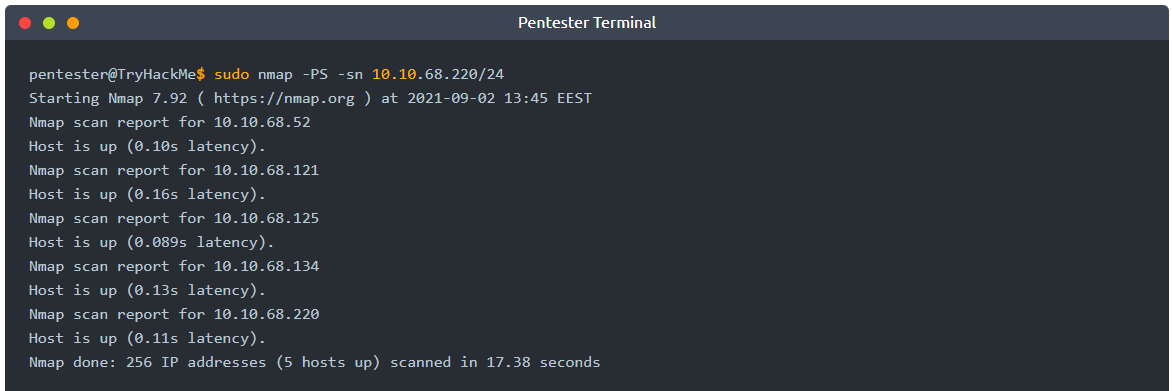 Pentester Terminal
pentester@TryHackMe$ sudo nmap -PS -sn 10.10.68.220/24
Starting Nmap 7.92 ( https://nmap.org ) at 2021-09-02 13:45 EEST
Nmap scan report for 10.10.68.52
Host is up (0.10s latency).
Nmap scan report for 10.10.68.121
Host is up (0.16s latency).
Nmap scan report for 10.10.68.125
Host is up (0.089s latency).
Nmap scan report for 10.10.68.134
Host is up (0.13s latency).
Nmap scan report for 10.10.68.220
Host is up (0.11s latency).
Nmap done: 256 IP addresses (5 hosts up) scanned in 17.38 seconds